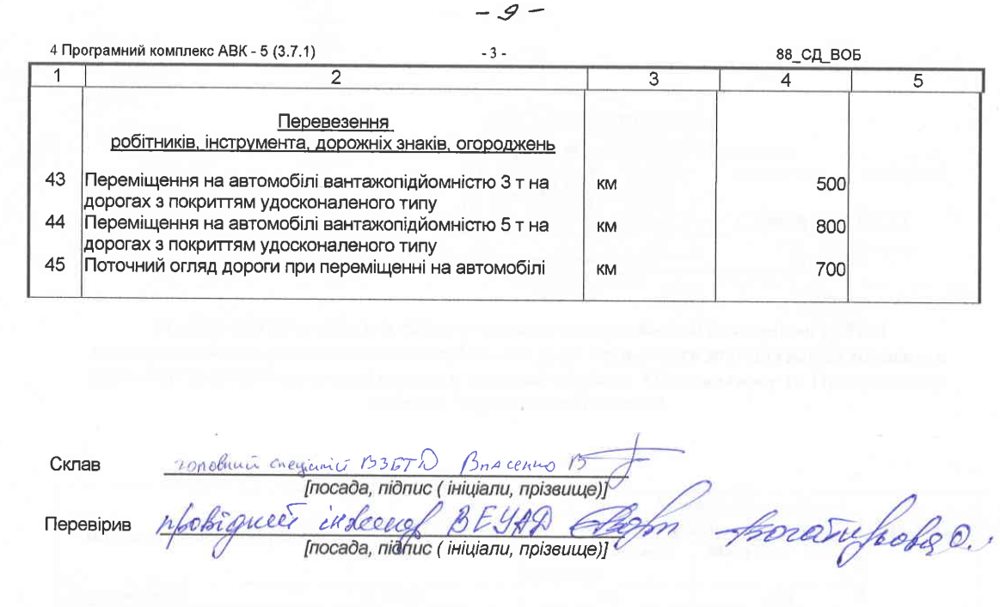 - 9 -
4 Програмний комплекс АВК - 5 (3.7.1) - 3 - 88_СД_ВОБ
1 2 3 4 5
Перевезення
робітників, інструмента, дорожніх знаків, огороджень
43 Переміщення на автомобілі вантажопідйомністю 3 т на км 500
дорогах з покриттям удосконаленого типу
44 Переміщення на автомобілі вантажопідйомністю 5 т на км 800
дорогах з покриттям удосконаленого типу
45 Поточний огляд дороги при переміщенні на автомобілі км 700
Склав головний спеціаліст ВЗБТД Власенко В
[посада, підпис ( ініціали, прізвище)]
Перевірив провідний інженер ВЕУАД О.
[посада, підпис ( ініціали, прізвище)]